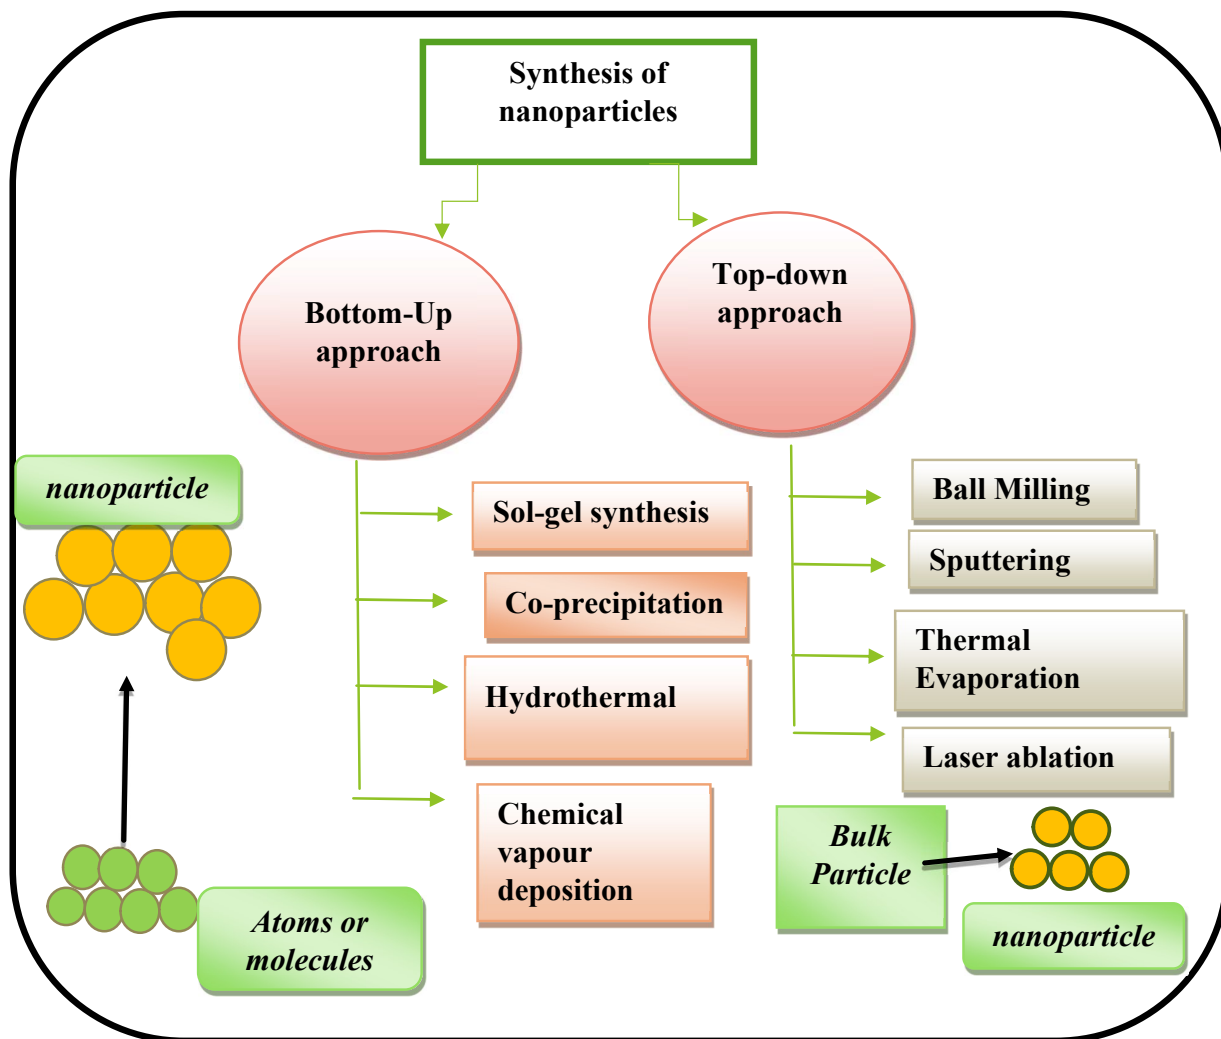 Synthesis of
nanoparticles
Bottom-Up
approach
Top-down
approach
nanoparticle
Sol-gel synthesis
Co-precipitation
Hydrothermal
Chemical
vapour
deposition
Ball Milling
Sputtering
Thermal
Evaporation
Laser ablation
Atoms or
molecules
Bulk
Particle
nanoparticle